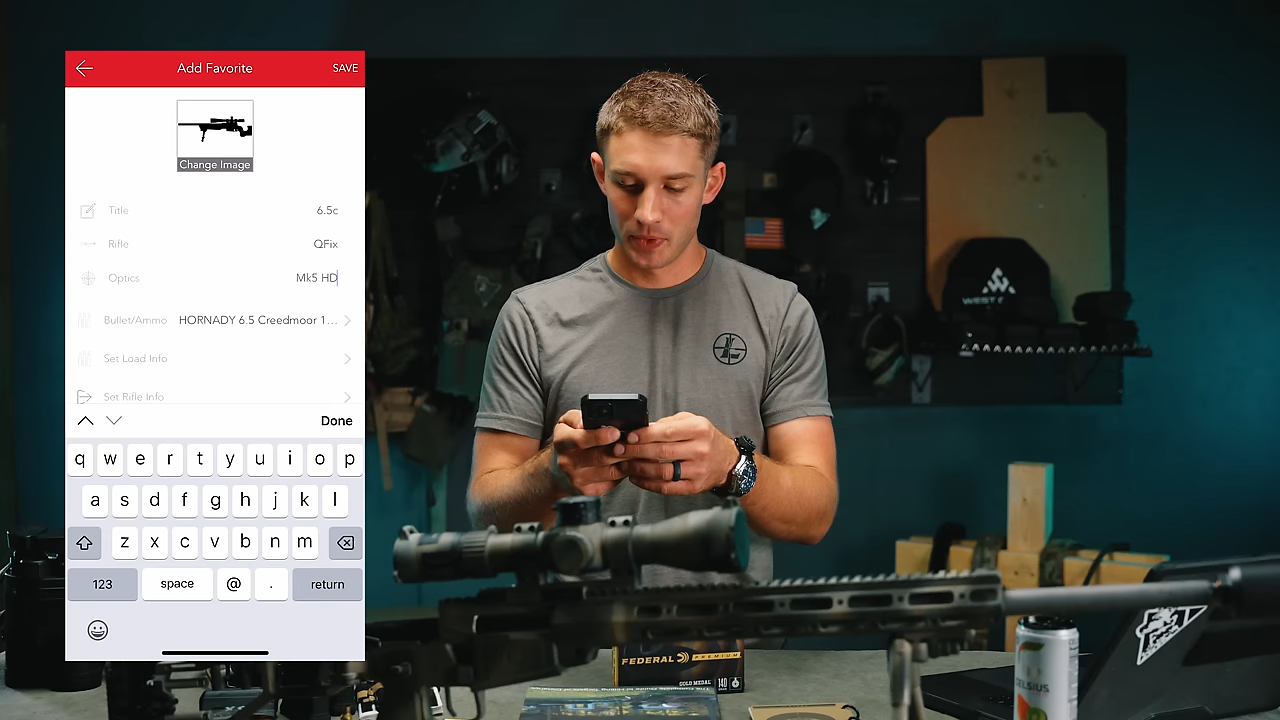 Add Favorite
SAVE
Change Image
Title
6.5c
Rifle
QFix
Optics
Mk5 HD
Bullet/Ammo
HORNADY 6.5 Creedmoor 1...
Set Load Info
Set Rifle Info
Done
q w e r t y u i o p
a s d f g h j k l
z x c v b n m
123 space @ . return
WEST
FEDERAL PREMIUM
GOLD MEDAL 140
CELSIUS